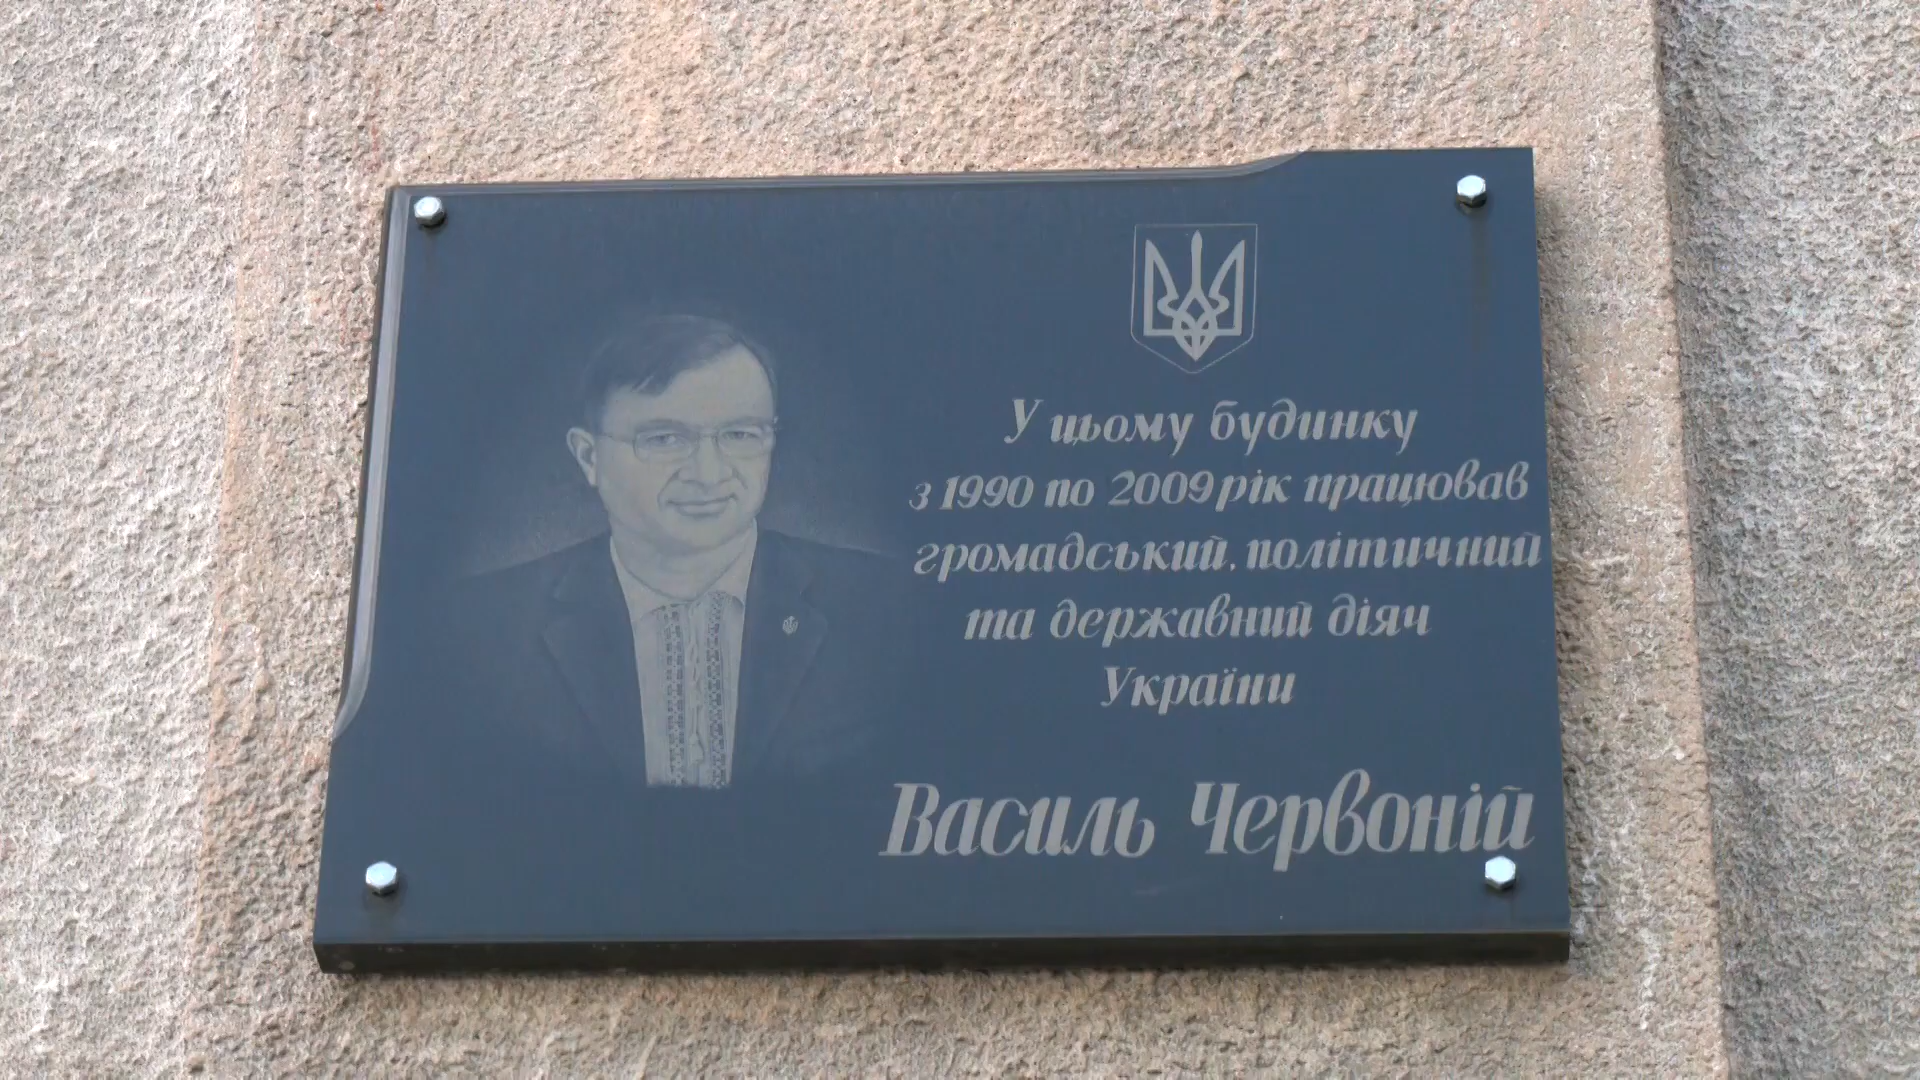 У цьому будинку
з 1990 по 2009 рік працював
громадський, політичний
та державний діяч
України
Василь Червоній